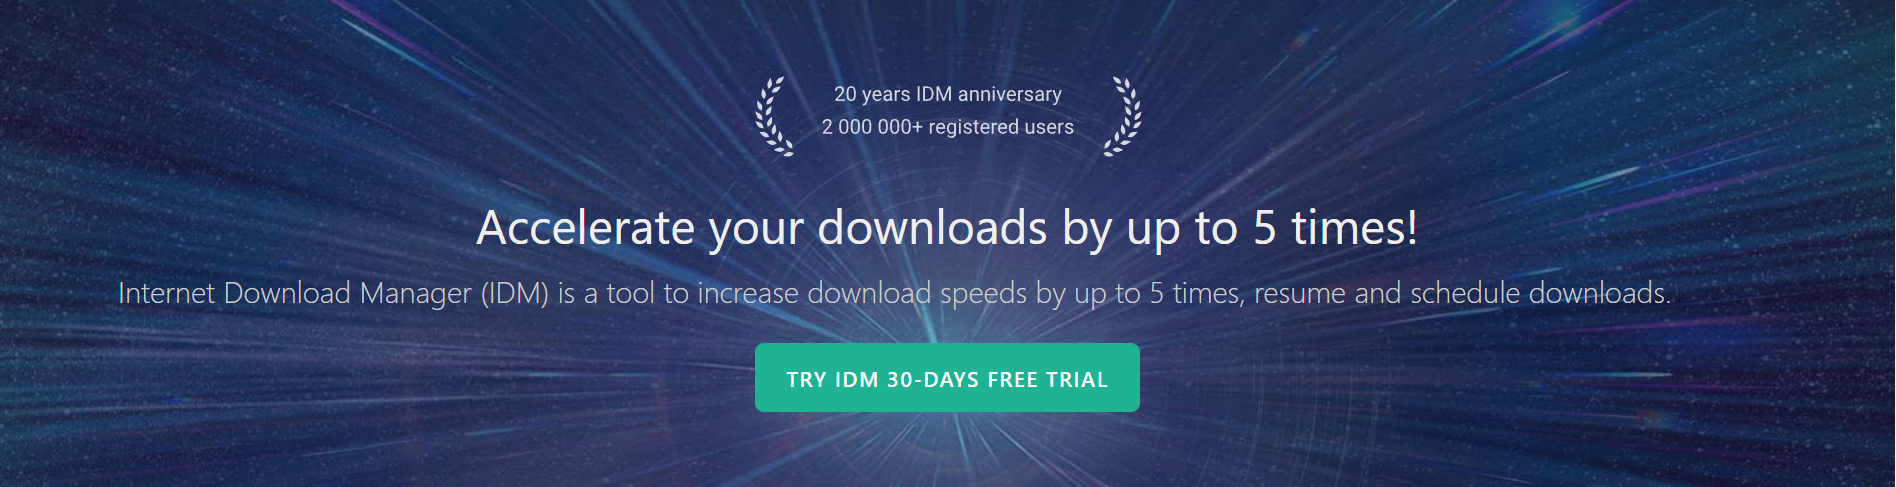 20 years IDM anniversary
2 000 000+ registered users
Accelerate your downloads by up to 5 times!
Internet Download Manager (IDM) is a tool to increase download speeds by up to 5 times, resume and schedule downloads.
TRY IDM 30-DAYS FREE TRIAL